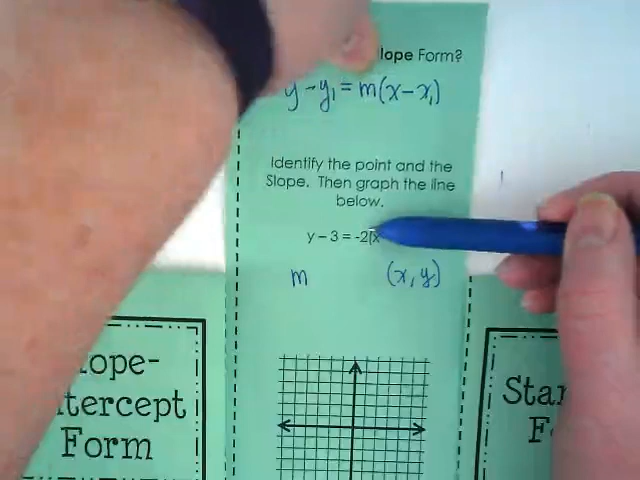 lope Form?
y - y₁ = m(x - x₁)
Identify the point and the
Slope. Then graph the line
below.
y – 3 = -2(x
m (x, y)
lope-
tercept
Form
Star
F